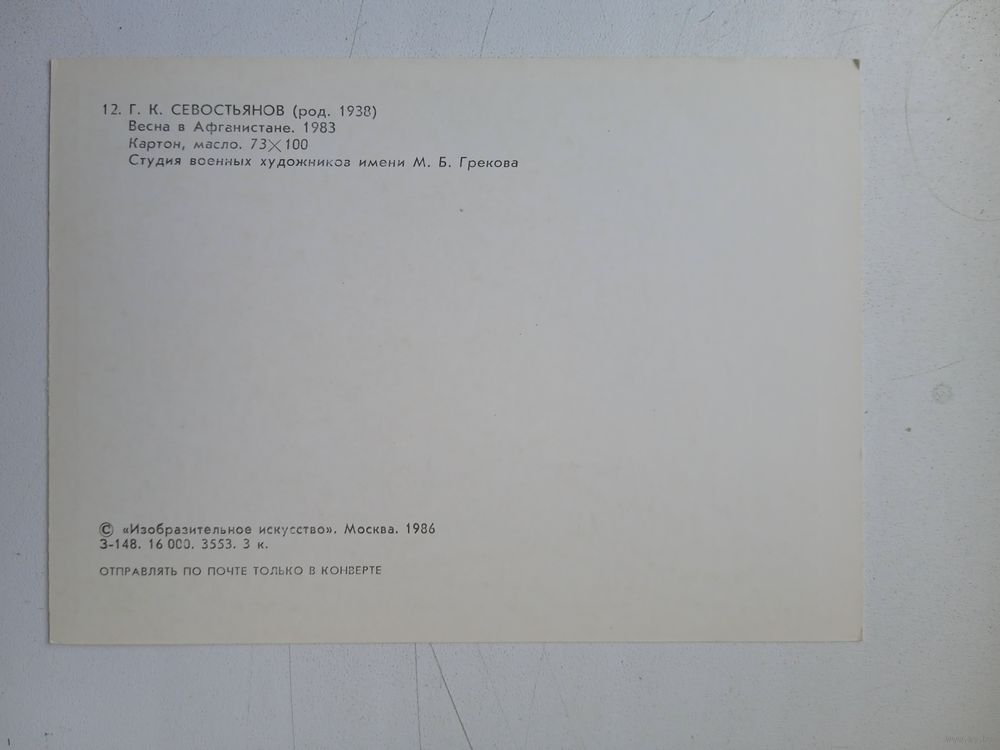 12. Г. К. СЕВОСТЬЯНОВ (род. 1938)
Весна в Афганистане. 1983
Картон, масло. 73×100
Студия военных художников имени М. Б. Грекова
© «Изобразительное искусство». Москва. 1986
3-148. 16 000. 3553. 3 к.
ОТПРАВЛЯТЬ ПО ПОЧТЕ ТОЛЬКО В КОНВЕРТЕ